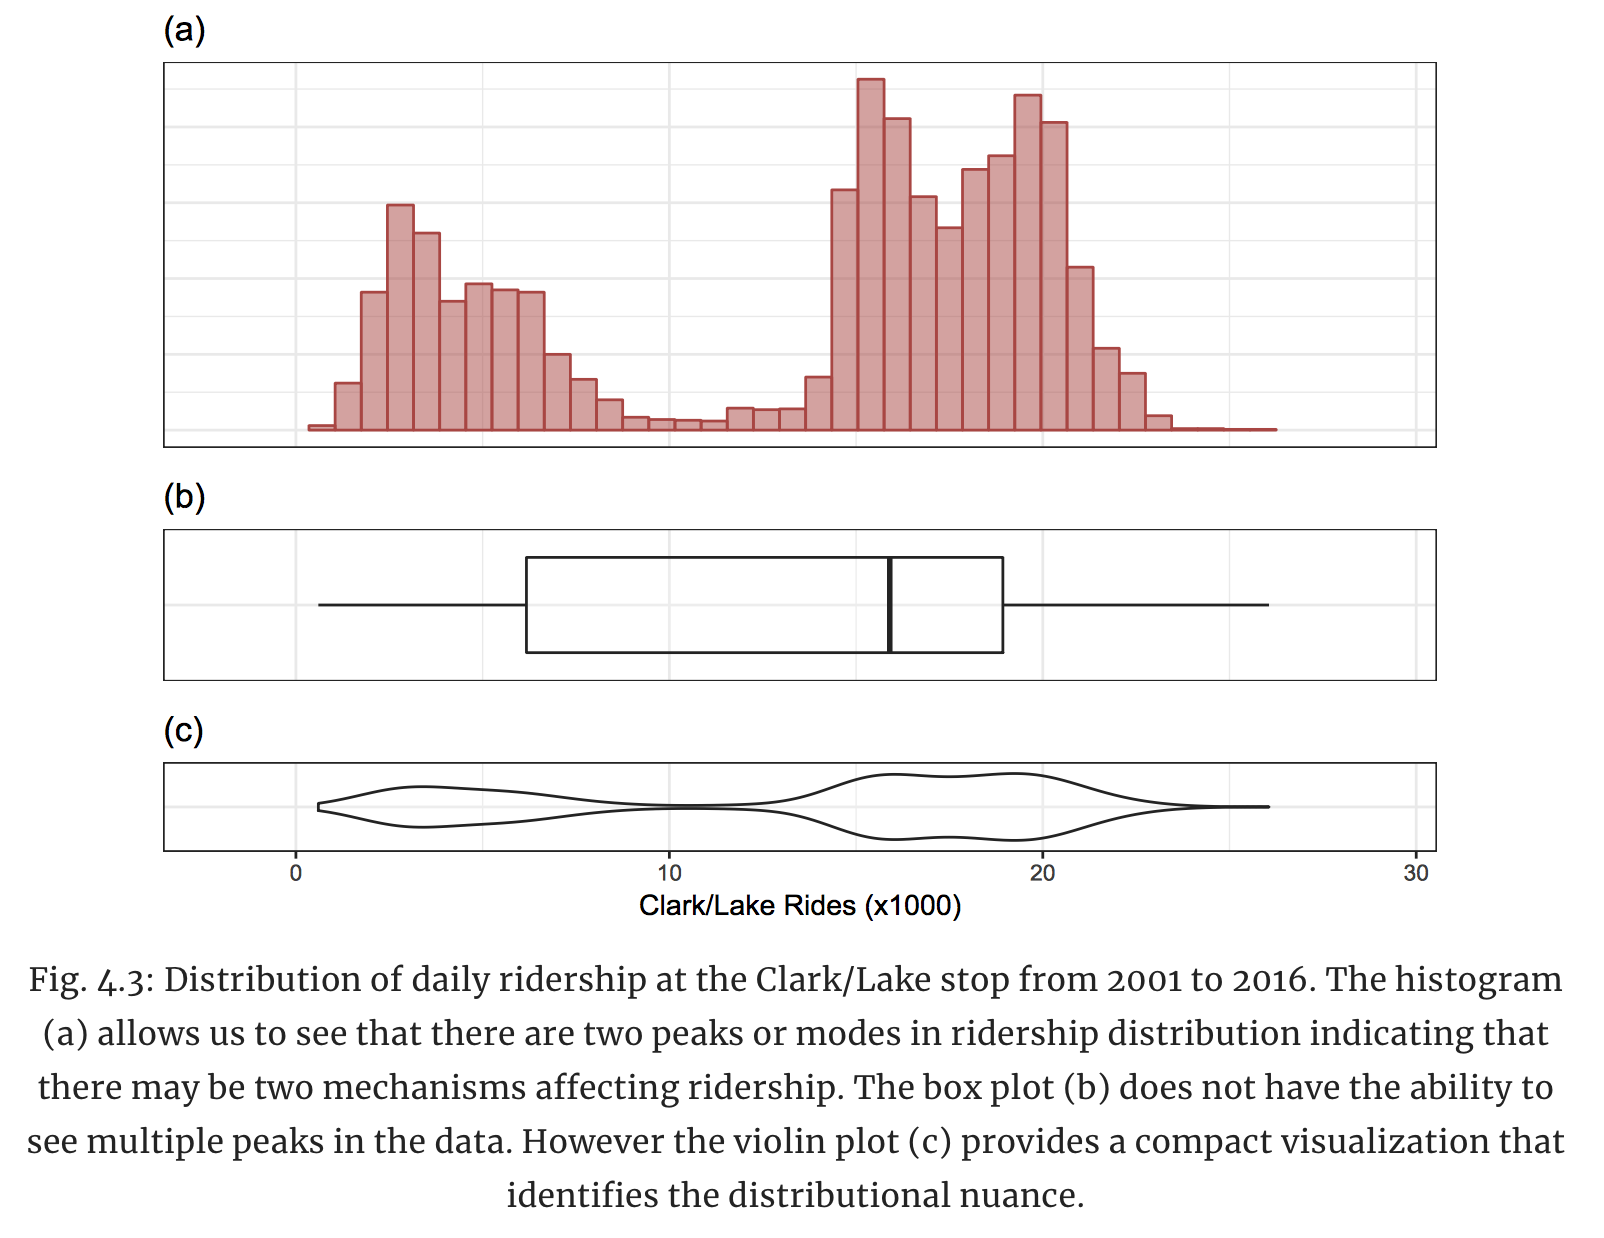 (a)
(b)
(c)
0 10 20 30
Clark/Lake Rides (x1000)
Fig. 4.3: Distribution of daily ridership at the Clark/Lake stop from 2001 to 2016. The histogram
(a) allows us to see that there are two peaks or modes in ridership distribution indicating that
there may be two mechanisms affecting ridership. The box plot (b) does not have the ability to
see multiple peaks in the data. However the violin plot (c) provides a compact visualization that
identifies the distributional nuance.